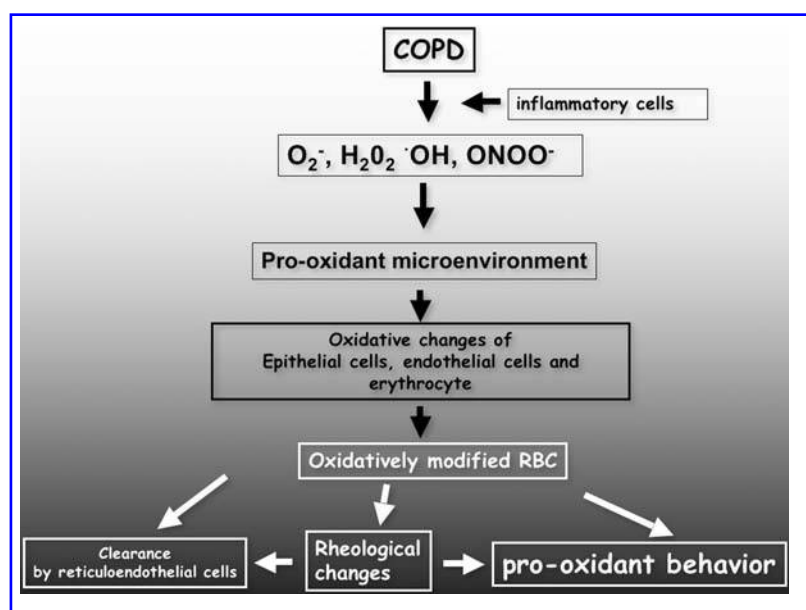 COPD
inflammatory cells
O₂⁻, H₂0₂ ˙OH, ONOO⁻
Pro-oxidant microenvironment
Oxidative changes of
Epithelial cells, endothelial cells and
erythrocyte
Oxidatively modified RBC
Clearance
by reticuloendothelial cells
Rheological
changes
pro-oxidant behavior